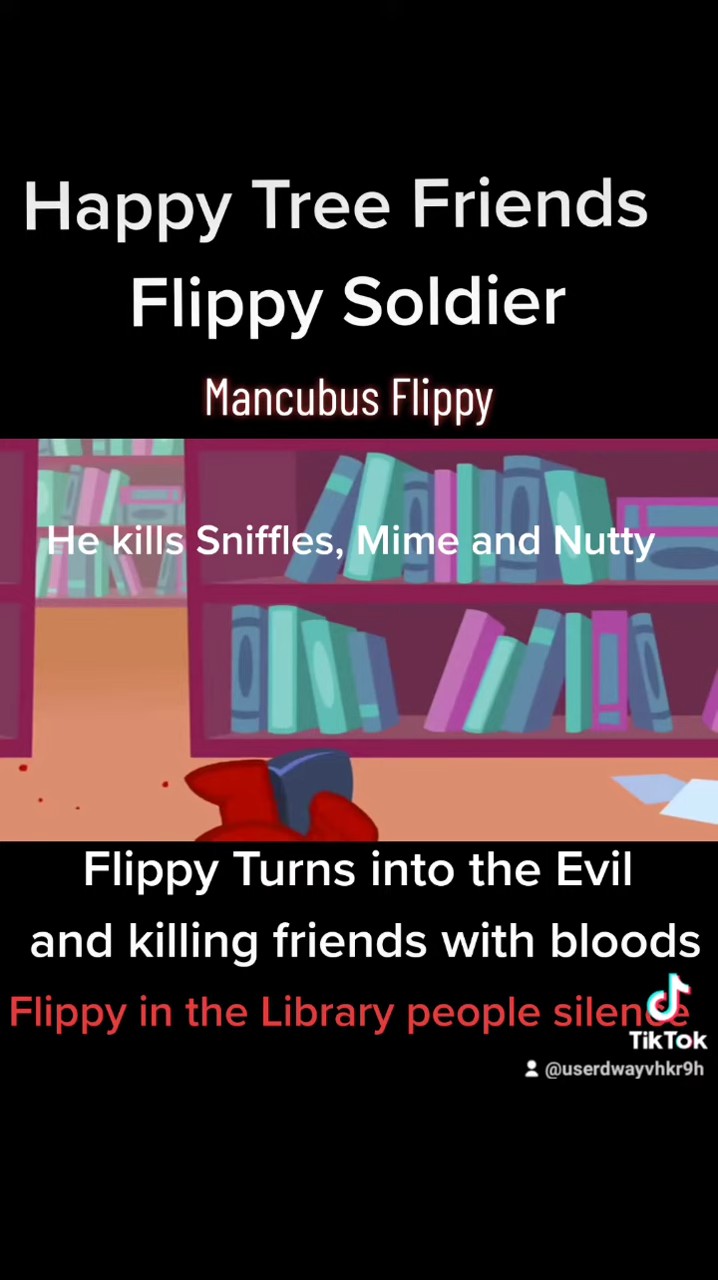 Happy Tree Friends
Flippy Soldier
Mancubus Flippy
He kills Sniffles, Mime and Nutty
Flippy Turns into the Evil
and killing friends with bloods
Flippy in the Library people silence
TikTok
@userdwayvhkr9h